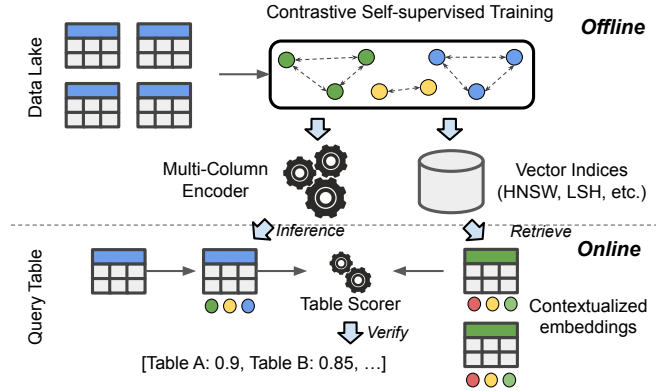 Contrastive Self-supervised Training
Offline
Data Lake
Multi-Column
Encoder
Vector Indices
(HNSW, LSH, etc.)
Inference
Retrieve
Online
Query Table
Table Scorer
Contextualized
embeddings
Verify
[Table A: 0.9, Table B: 0.85, …]